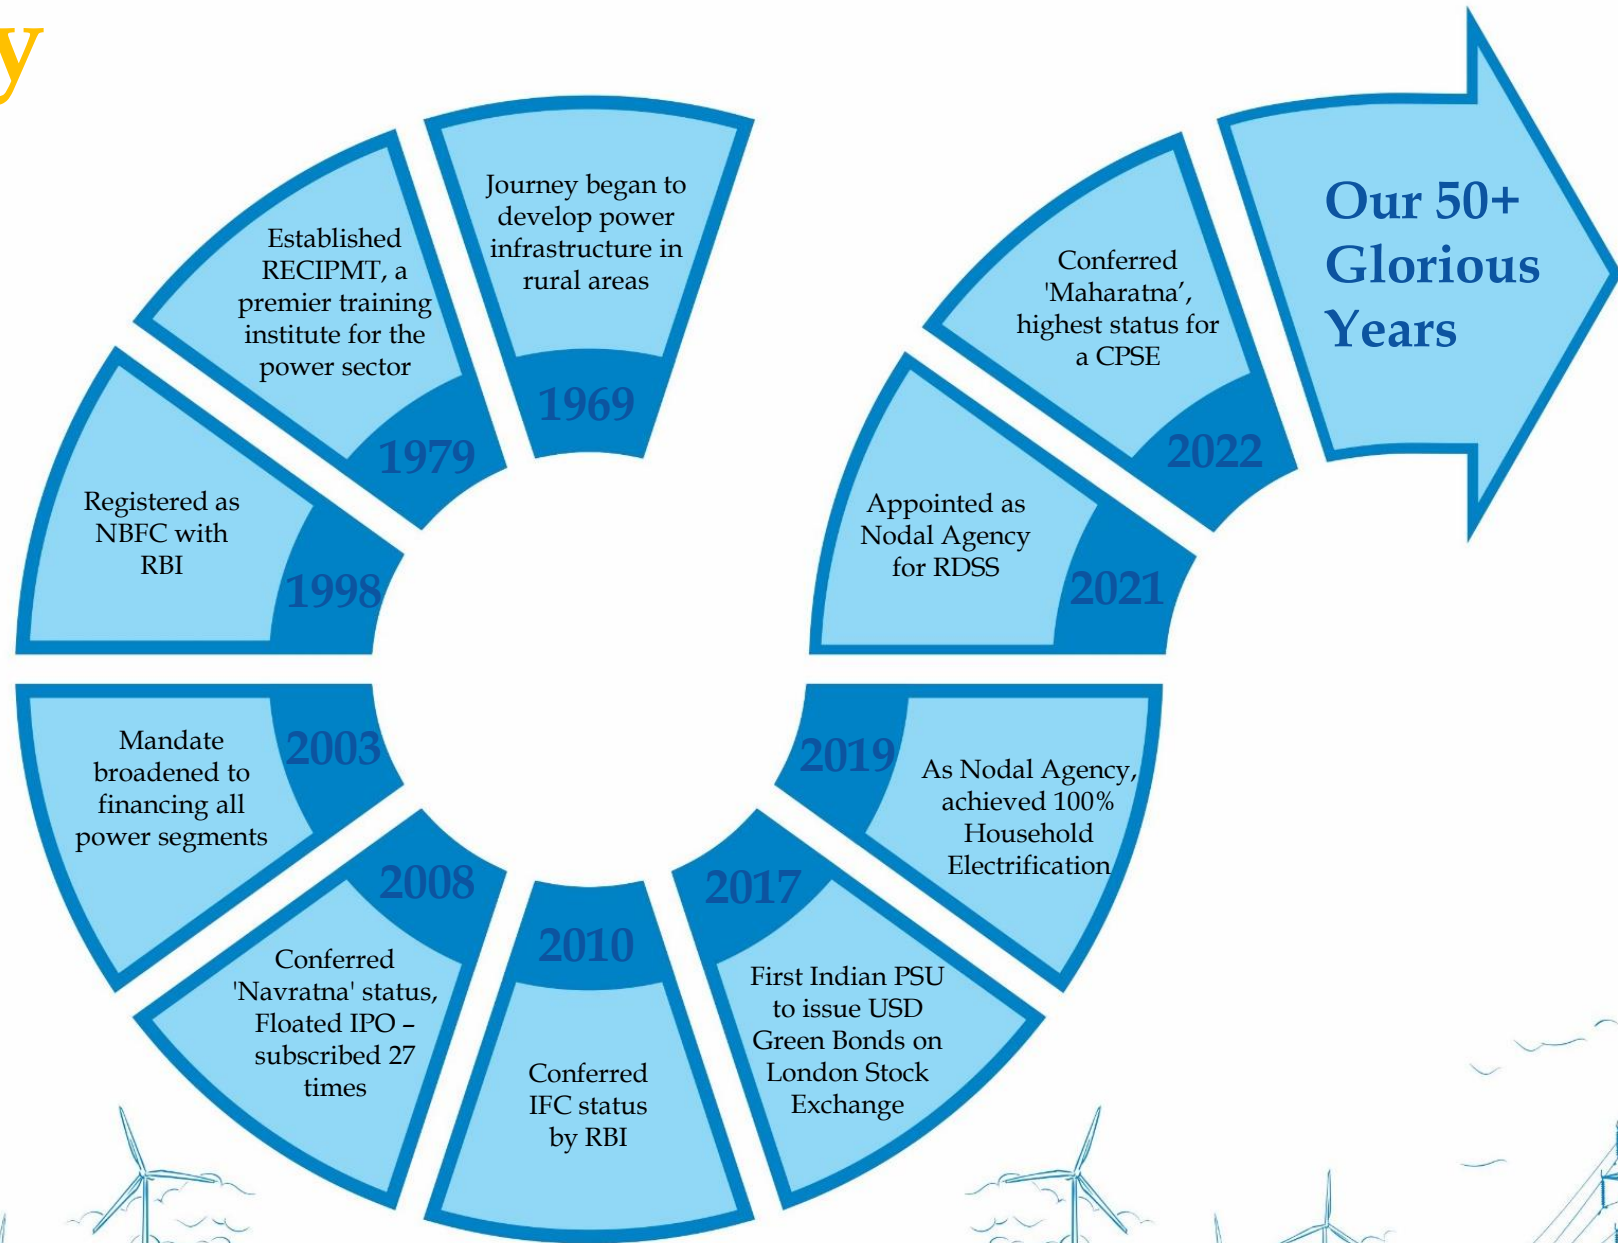 y
Journey began to
develop power
infrastructure in
rural areas
1969
Established
RECIPMT, a
premier training
institute for the
power sector
1979
Registered as
NBFC with
RBI
1998
Mandate
broadened to
financing all
power segments
2003
2008
Conferred
'Navratna' status,
Floated IPO –
subscribed 27
times
2010
Conferred
IFC status
by RBI
2017
First Indian PSU
to issue USD
Green Bonds on
London Stock
Exchange
2019
As Nodal Agency,
achieved 100%
Household
Electrification
Appointed as
Nodal Agency
for RDSS
2021
Conferred
'Maharatna’,
highest status for
a CPSE
2022
Our 50+
Glorious
Years